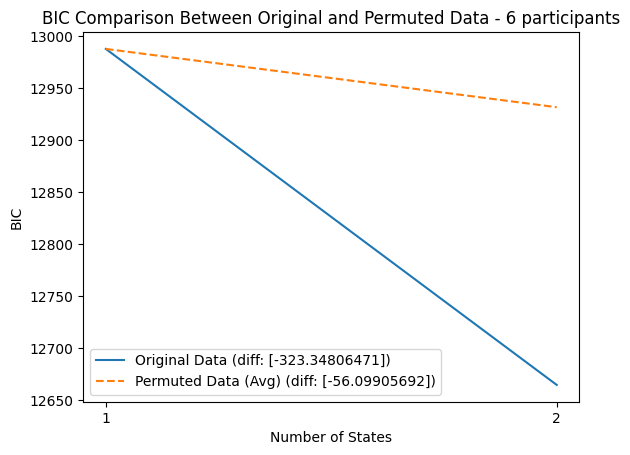 BIC Comparison Between Original and Permuted Data - 6 participants
13000
12950
12900
12850
12800
12750
12700
12650
BIC
Original Data (diff: [-323.34806471])
Permuted Data (Avg) (diff: [-56.09905692])
1
2
Number of States